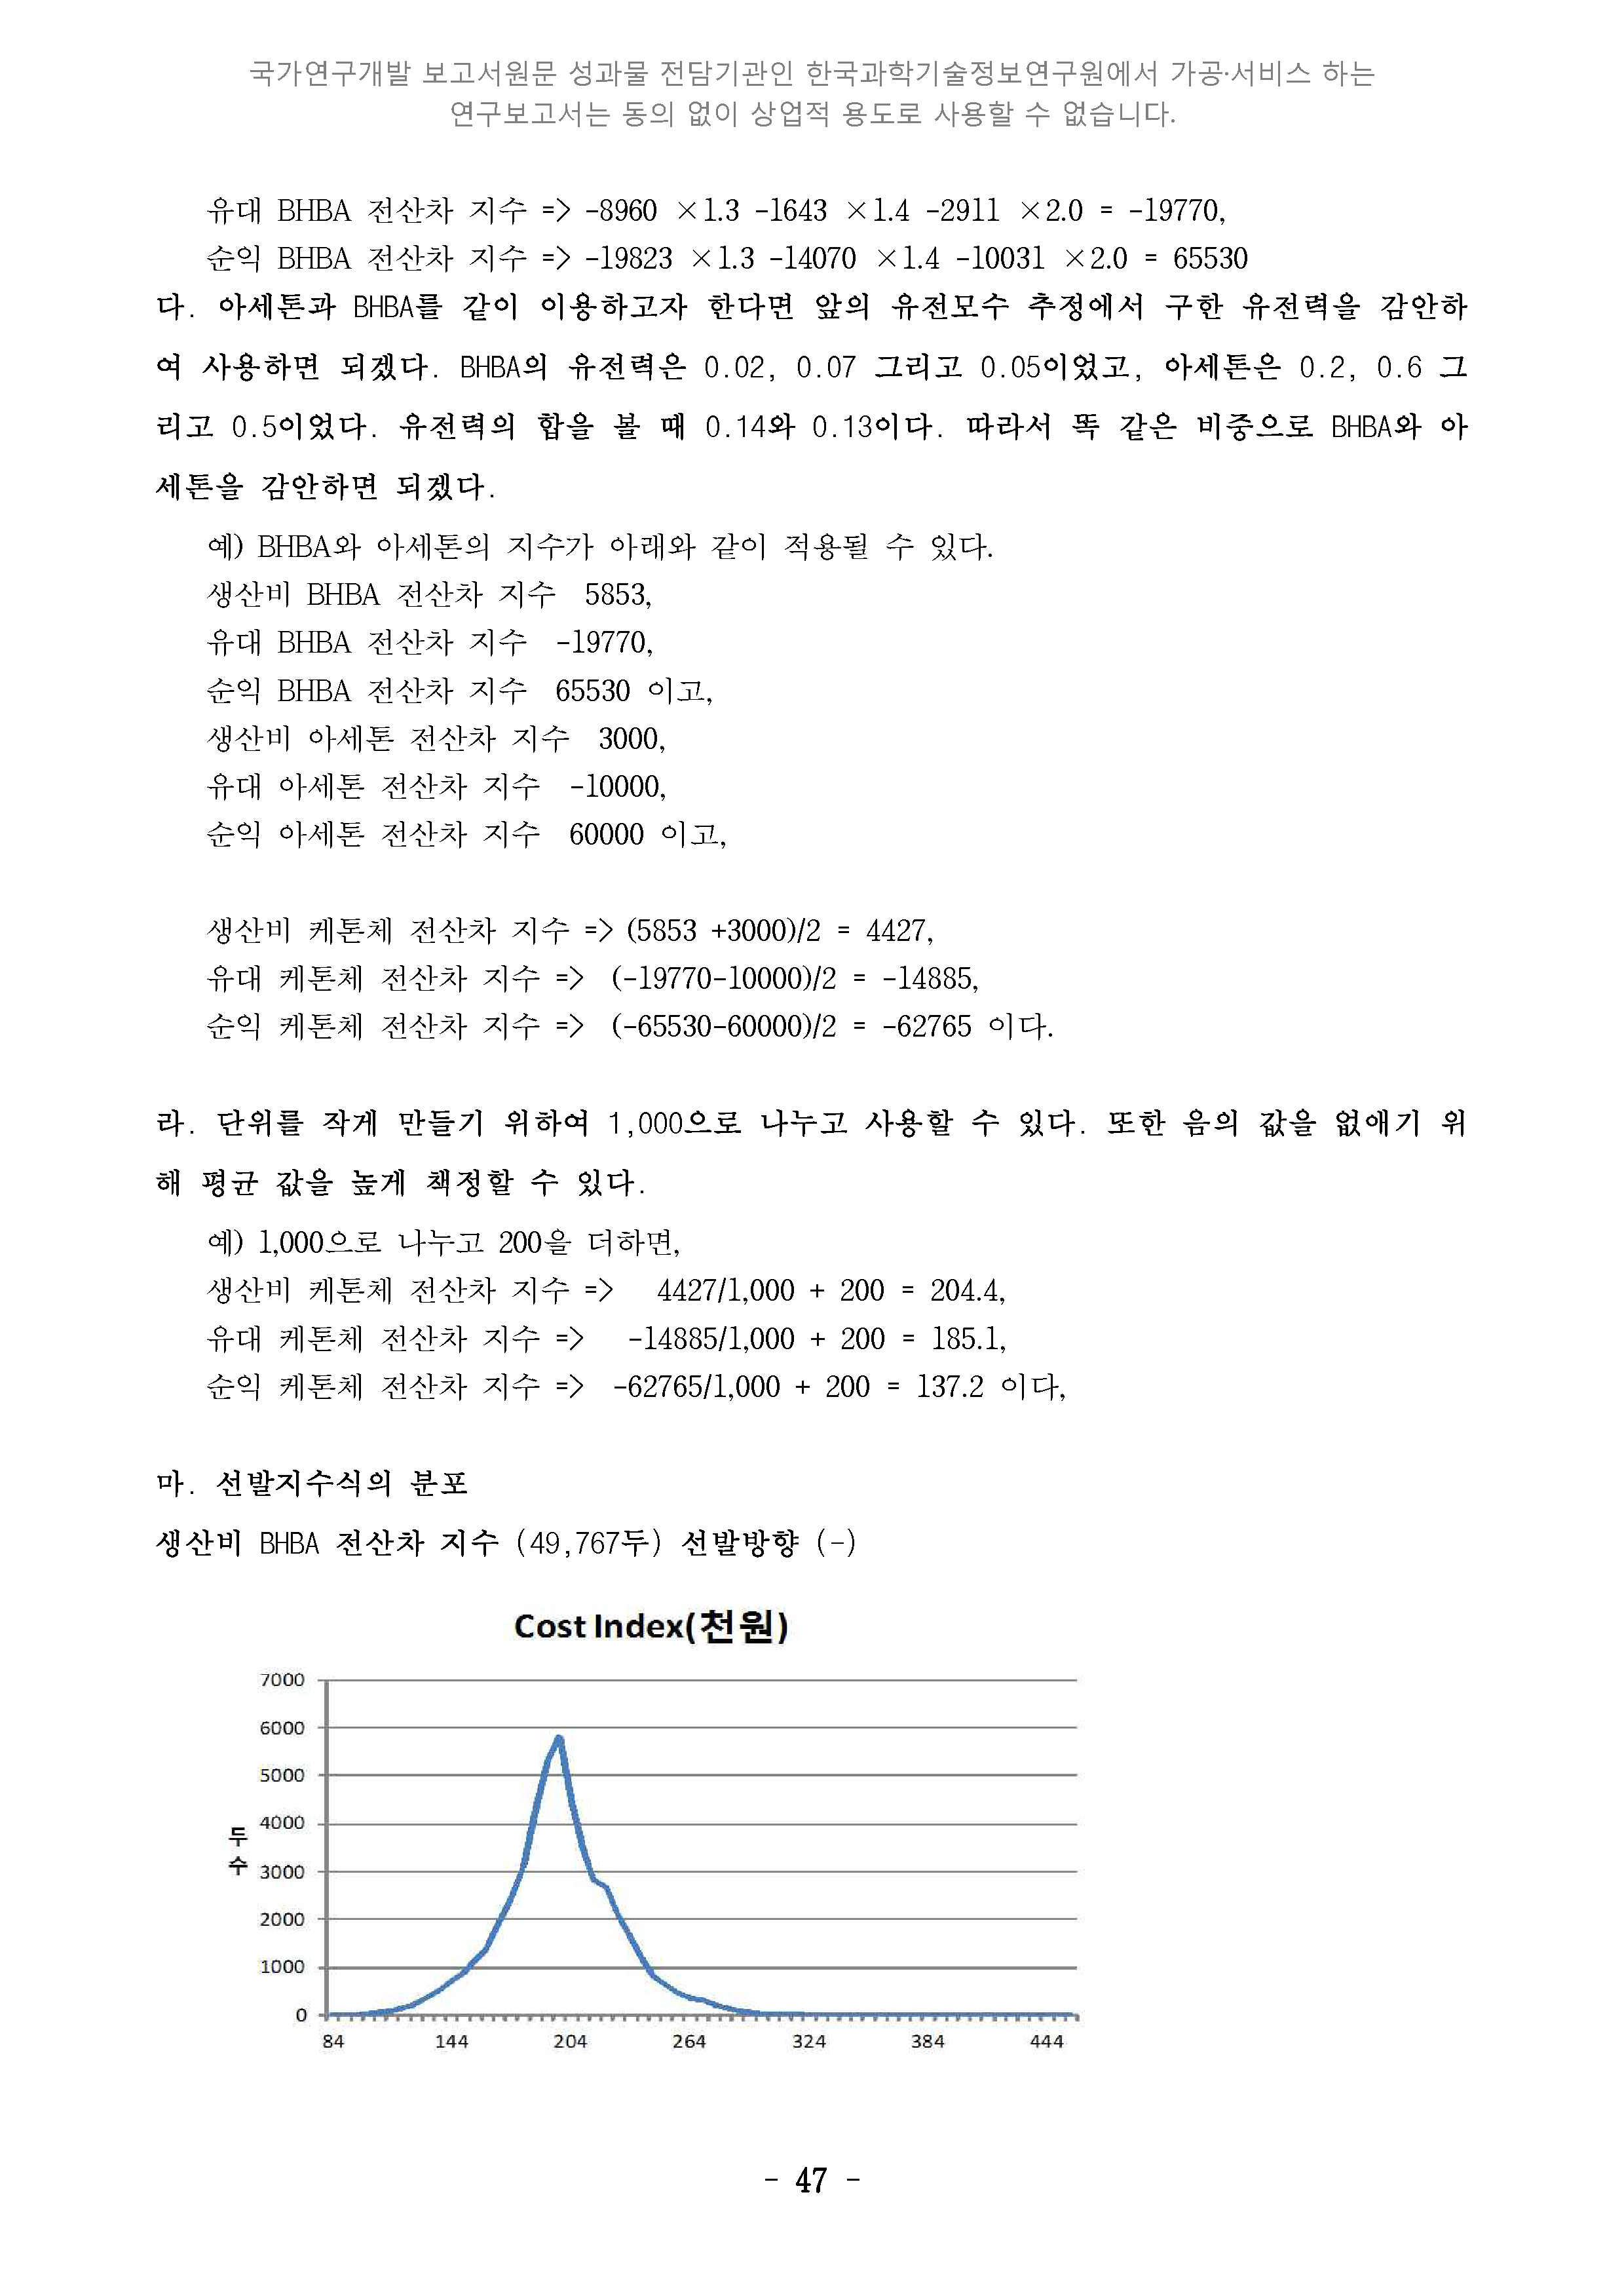 국가연구개발 보고서원문 성과물 전담기관인 한국과학기술정보연구원에서 가공·서비스 하는
연구보고서는 동의 없이 상업적 용도로 사용할 수 없습니다.
유대 BHBA 전산차 지수 => -8960 ×1.3 -1643 ×1.4 -2911 ×2.0 = -19770,
순익 BHBA 전산차 지수 => -19823 ×1.3 -14070 ×1.4 -10031 ×2.0 = 65530
다. 아세톤과 BHBA를 같이 이용하고자 한다면 앞의 유전모수 추정에서 구한 유전력을 감안하
여 사용하면 되겠다. BHBA의 유전력은 0.02, 0.07 그리고 0.05이었고, 아세톤은 0.2, 0.6 그
리고 0.5이었다. 유전력의 합을 볼 때 0.14와 0.13이다. 따라서 똑 같은 비중으로 BHBA와 아
세톤을 감안하면 되겠다.
예) BHBA와 아세톤의 지수가 아래와 같이 적용될 수 있다.
생산비 BHBA 전산차 지수 5853,
유대 BHBA 전산차 지수 -19770,
순익 BHBA 전산차 지수 65530 이고,
생산비 아세톤 전산차 지수 3000,
유대 아세톤 전산차 지수 -10000,
순익 아세톤 전산차 지수 60000 이고,
생산비 케톤체 전산차 지수 => (5853 +3000)/2 = 4427,
유대 케톤체 전산차 지수 => (-19770-10000)/2 = -14885,
순익 케톤체 전산차 지수 => (-65530-60000)/2 = -62765 이다.
라. 단위를 작게 만들기 위하여 1,000으로 나누고 사용할 수 있다. 또한 음의 값을 없애기 위
해 평균 값을 높게 책정할 수 있다.
예) 1,000으로 나누고 200을 더하면,
생산비 케톤체 전산차 지수 => 4427/1,000 + 200 = 204.4,
유대 케톤체 전산차 지수 => -14885/1,000 + 200 = 185.1,
순익 케톤체 전산차 지수 => -62765/1,000 + 200 = 137.2 이다,
마. 선발지수식의 분포
생산비 BHBA 전산차 지수 (49,767두) 선발방향 (-)
Cost Index(천원)
7000
6000
5000
4000
3000
2000
1000
0
두
수
84 144 204 264 324 384 444
- 47 -